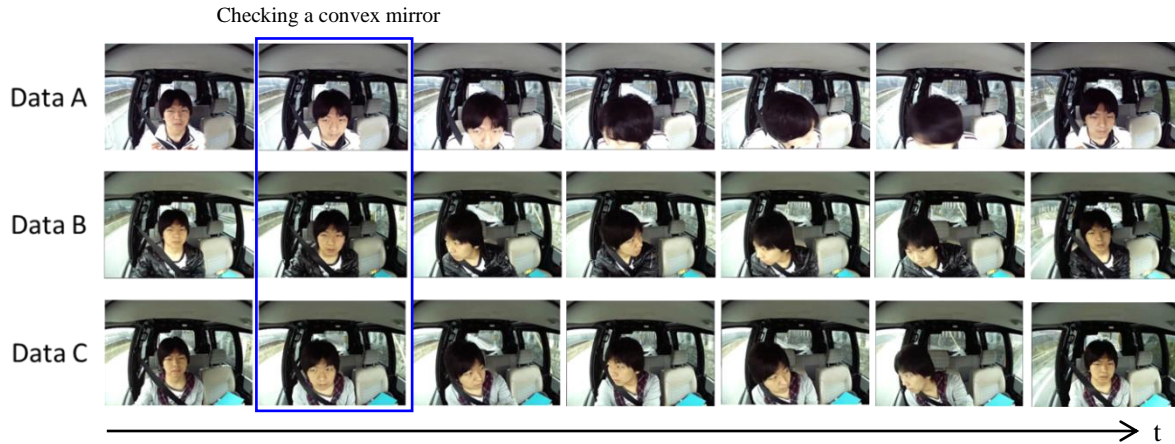 Checking a convex mirror
Data A
Data B
Data C
t